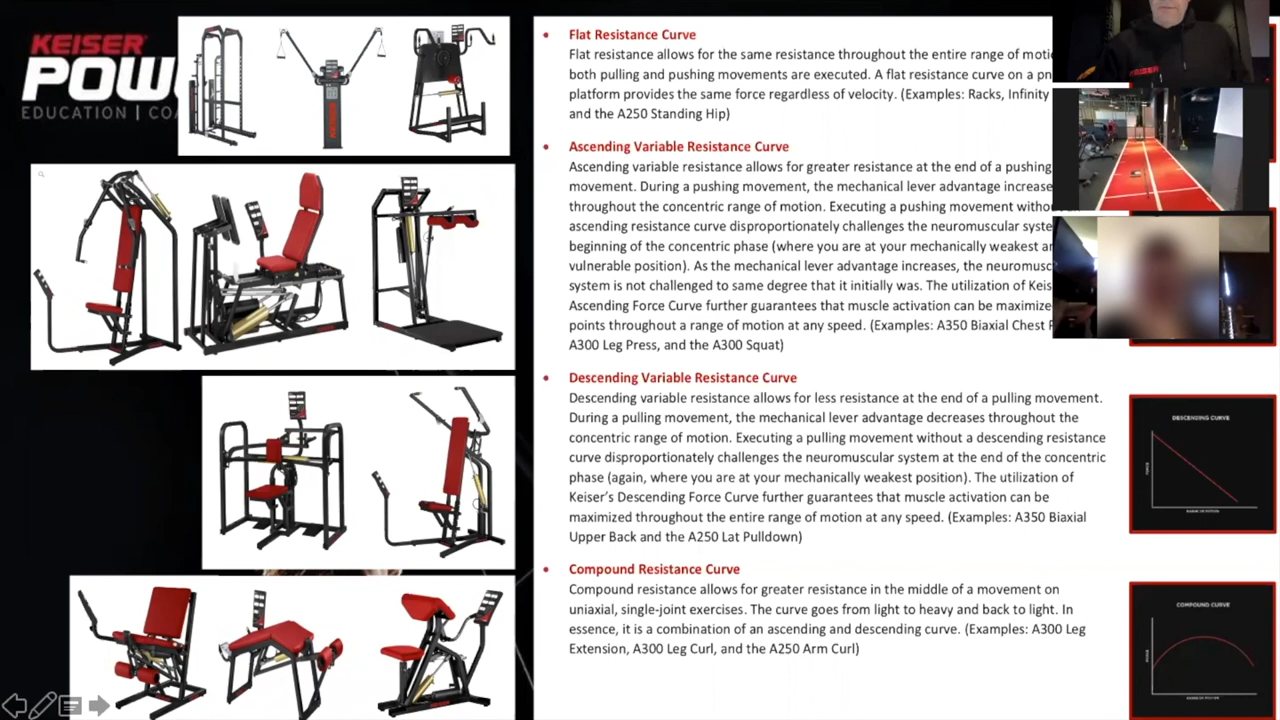 KEISER
POW
EDUCATION | COA
Flat Resistance Curve
Flat resistance allows for the same resistance throughout the entire range of motio
both pulling and pushing movements are executed. A flat resistance curve on a pn
platform provides the same force regardless of velocity. (Examples: Racks, Infinity
and the A250 Standing Hip)
Ascending Variable Resistance Curve
Ascending variable resistance allows for greater resistance at the end of a pushing
movement. During a pushing movement, the mechanical lever advantage increase
throughout the concentric range of motion. Executing a pushing movement witho
ascending resistance curve disproportionately challenges the neuromuscular syste
beginning of the concentric phase (where you are at your mechanically weakest an
vulnerable position). As the mechanical lever advantage increases, the neuromusc
system is not challenged to same degree that it initially was. The utilization of Keis
Ascending Force Curve further guarantees that muscle activation can be maximize
points throughout a range of motion at any speed. (Examples: A350 Biaxial Chest P
A300 Leg Press, and the A300 Squat)
Descending Variable Resistance Curve
Descending variable resistance allows for less resistance at the end of a pulling movement.
During a pulling movement, the mechanical lever advantage decreases throughout the
concentric range of motion. Executing a pulling movement without a descending resistance
curve disproportionately challenges the neuromuscular system at the end of the concentric
phase (again, where you are at your mechanically weakest position). The utilization of
Keiser's Descending Force Curve further guarantees that muscle activation can be
maximized throughout the entire range of motion at any speed. (Examples: A350 Biaxial
Upper Back and the A250 Lat Pulldown)
DESCENDING CURVE
Compound Resistance Curve
Compound resistance allows for greater resistance in the middle of a movement on
uniaxial, single-joint exercises. The curve goes from light to heavy and back to light. In
essence, it is a combination of an ascending and descending curve. (Examples: A300 Leg
Extension, A300 Leg Curl, and the A250 Arm Curl)
COMPOUND CURVE